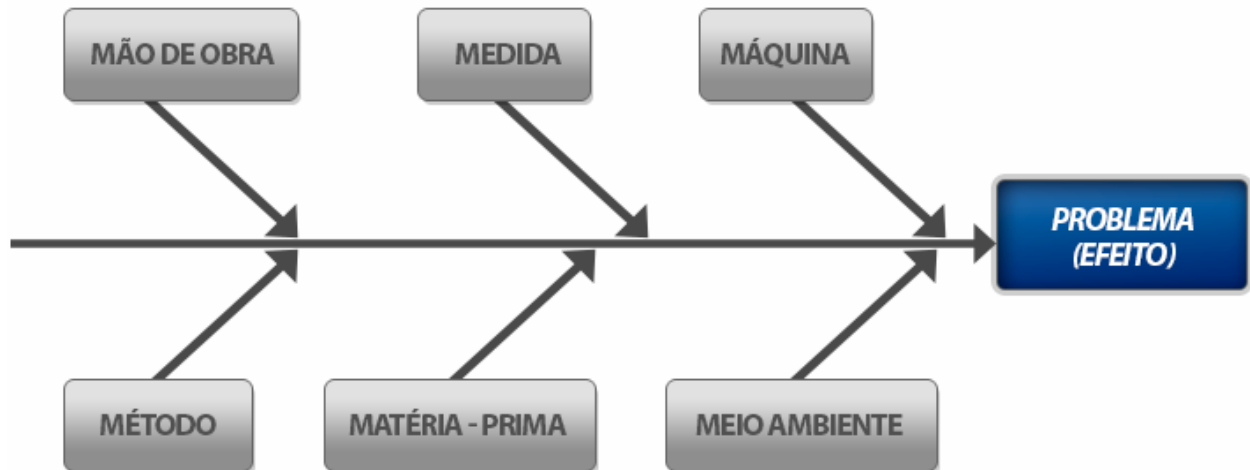 MÃO DE OBRA
MEDIDA
MÁQUINA
PROBLEMA
(EFEITO)
MÉTODO
MATÉRIA - PRIMA
MEIO AMBIENTE